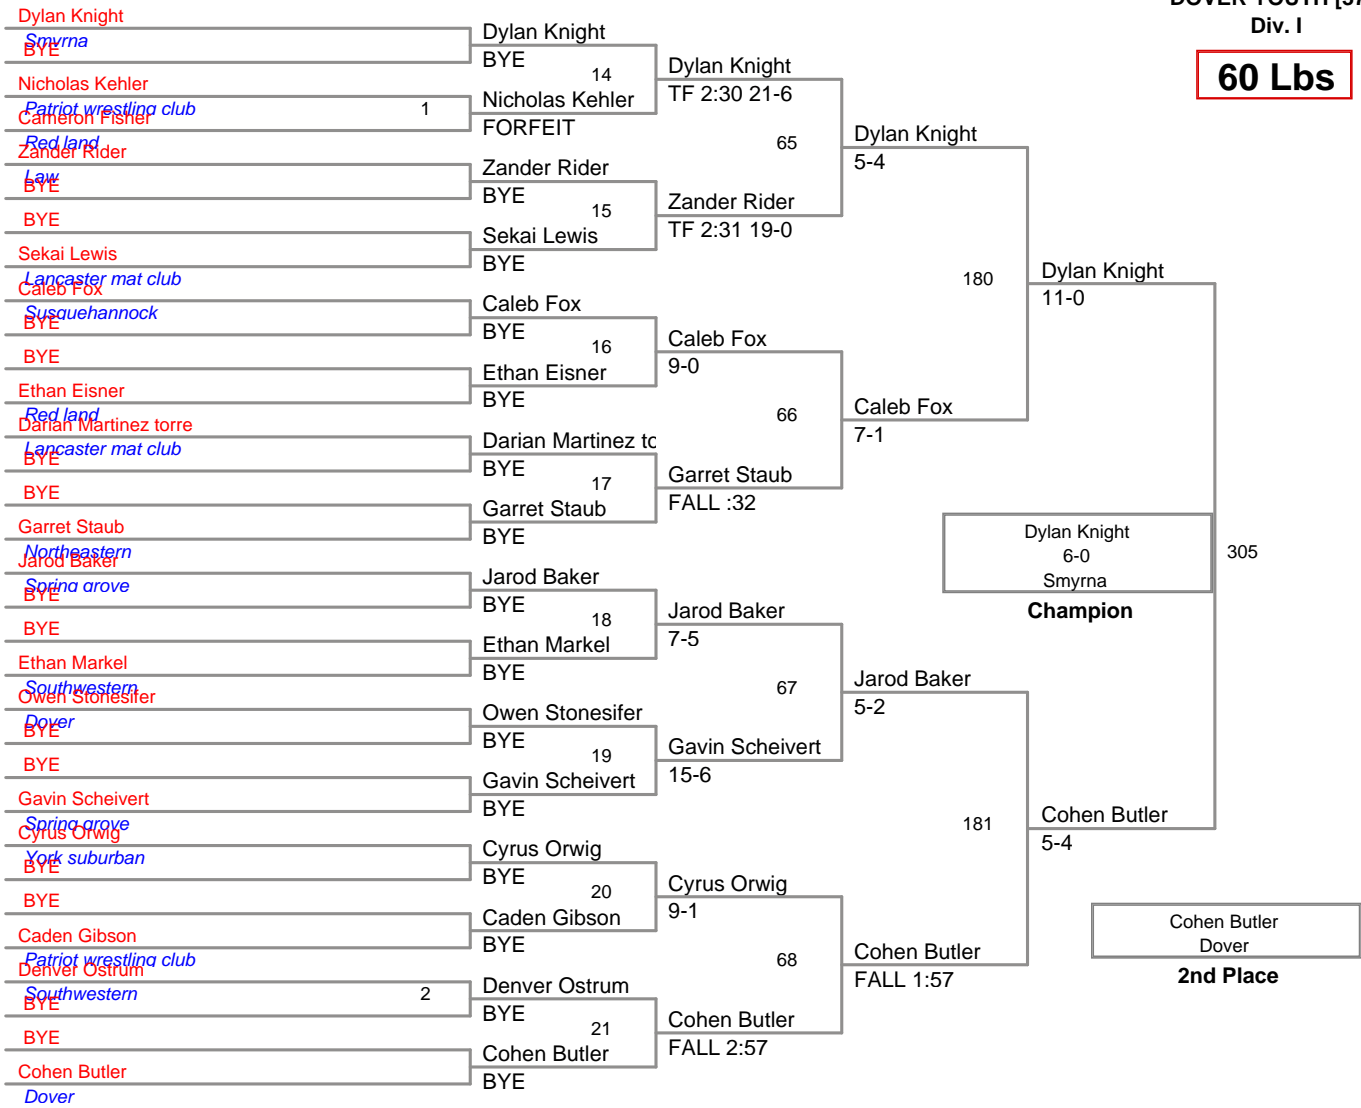 DOVER YOUTH [57
Div. I
60 Lbs
Dylan Knight
Smyrna
BYE
Nicholas Kehler
Patriot wrestling club
1
Cameron Fisher
Red land
Zander Rider
Law
BYE
BYE
Sekai Lewis
Lancaster mat club
Caleb Fox
Susquehannock
BYE
BYE
Ethan Eisner
Red land
Darian Martinez torre
Lancaster mat club
BYE
BYE
Garret Staub
Northeastern
Jarod Baker
Spring grove
BYE
BYE
Ethan Markel
Southwestern
Owen Stonesifer
Dover
BYE
BYE
Gavin Scheivert
Spring grove
Cyrus Orwig
York suburban
BYE
BYE
Caden Gibson
Patriot wrestling club
Denver Ostrum
Southwestern
2
BYE
BYE
Cohen Butler
Dover
Dylan Knight
BYE
14
Nicholas Kehler
FORFEIT
Zander Rider
BYE
15
Sekai Lewis
BYE
Caleb Fox
BYE
16
Ethan Eisner
BYE
Darian Martinez to
BYE
17
Garret Staub
BYE
Jarod Baker
BYE
18
Ethan Markel
BYE
Owen Stonesifer
BYE
19
Gavin Scheivert
BYE
Cyrus Orwig
BYE
20
Caden Gibson
BYE
Denver Ostrum
BYE
21
Cohen Butler
BYE
Dylan Knight
TF 2:30 21-6
65
Zander Rider
TF 2:31 19-0
Caleb Fox
9-0
66
Garret Staub
FALL :32
Jarod Baker
7-5
67
Gavin Scheivert
15-6
Cyrus Orwig
9-1
68
Cohen Butler
FALL 2:57
Dylan Knight
5-4
180
Caleb Fox
7-1
Jarod Baker
5-2
181
Cohen Butler
FALL 1:57
Dylan Knight
11-0
305
Cohen Butler
5-4
Dylan Knight
6-0
Smyrna
Champion
Cohen Butler
Dover
2nd Place